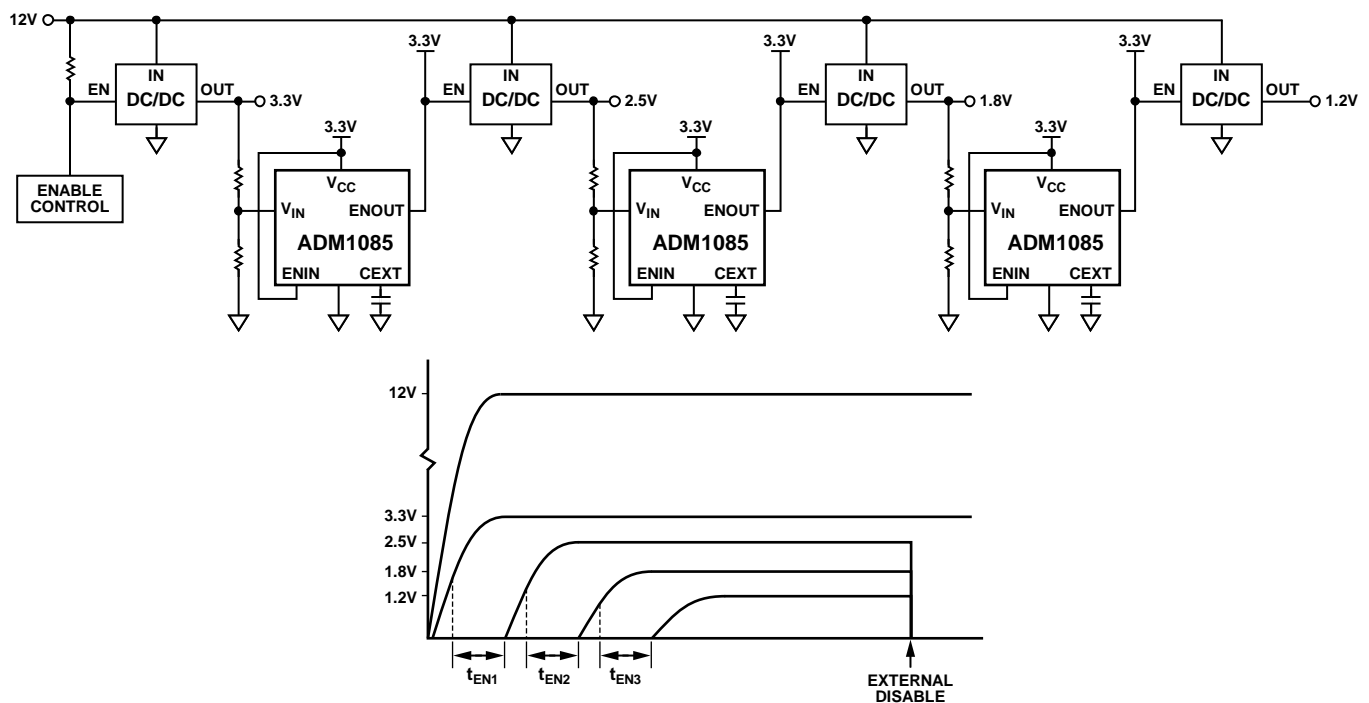 12V
3.3V
3.3V
IN
IN
IN
IN
EN
DC/DC
OUT
3.3V
EN
DC/DC
OUT
2.5V
EN
DC/DC
OUT
1.8V
EN
DC/DC
OUT
1.2V
3.3V
3.3V
3.3V
3.3V
ENABLE
CONTROL
VCC
VIN
ENOUT
ADM1085
ENIN
CEXT
VCC
VIN
ENOUT
ADM1085
ENIN
CEXT
VCC
VIN
ENOUT
ADM1085
ENIN
CEXT
12V
3.3V
2.5V
1.8V
1.2V
tEN1
tEN2
tEN3
EXTERNAL
DISABLE